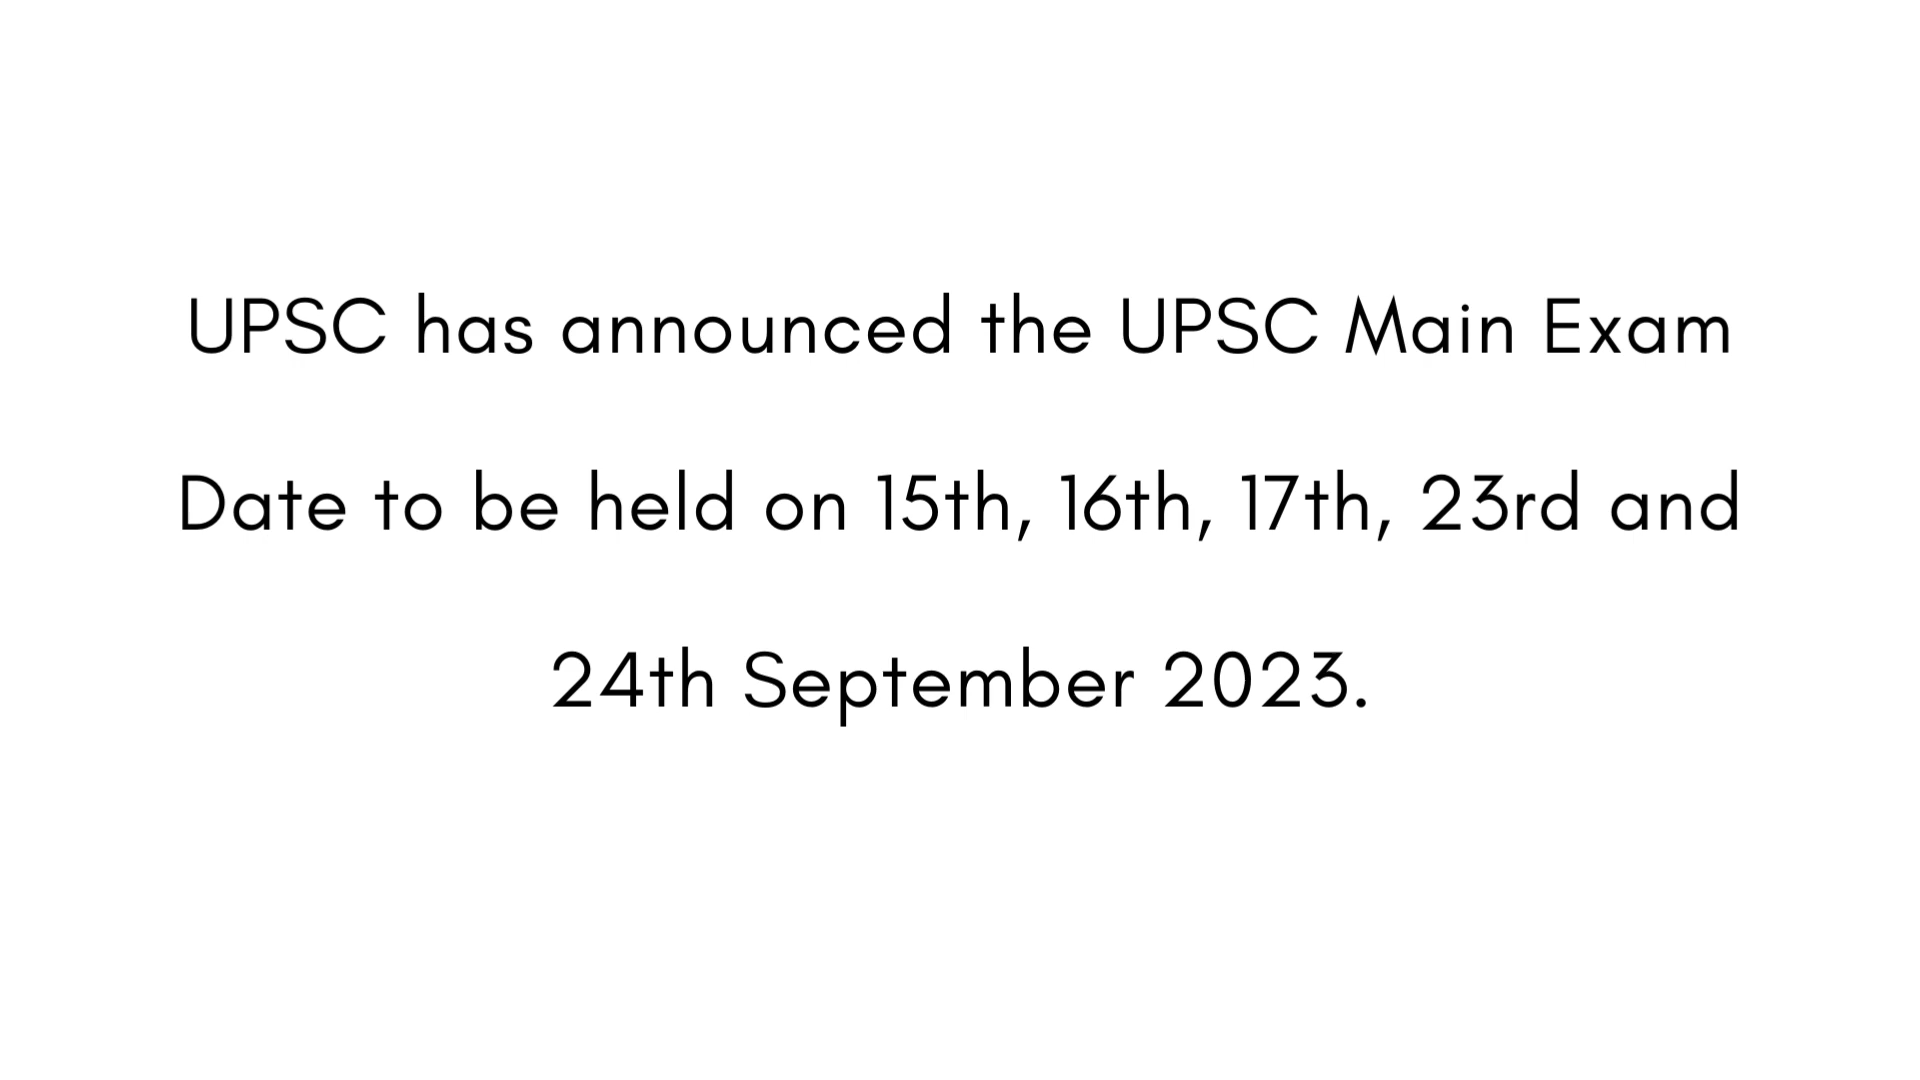 UPSC has announced the UPSC Main Exam
Date to be held on 15th, 16th, 17th, 23rd and
24th September 2023.